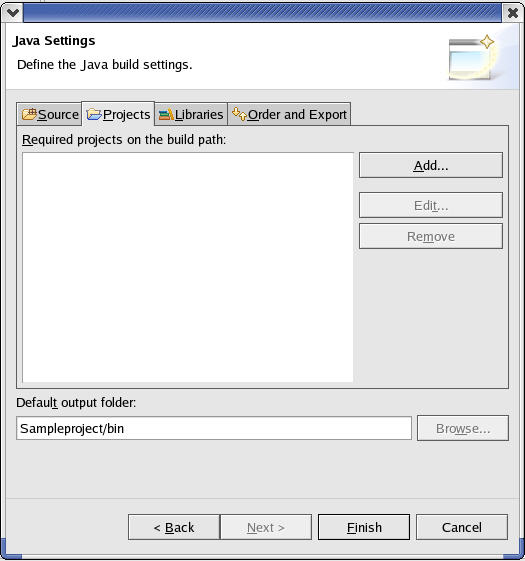 Java Settings
Define the Java build settings.
Source Projects Libraries Order and Export
Required projects on the build path:
Add...
Edit...
Remove
Default output folder:
Sampleproject/bin Browse...
< Back Next > Finish Cancel